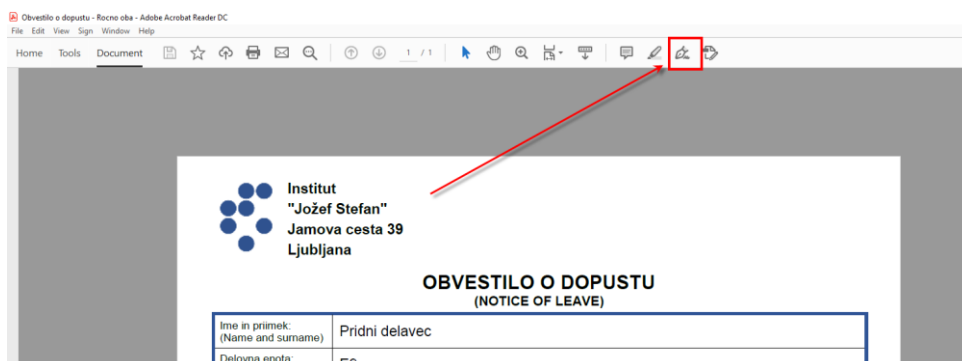 Obvestilo o dopustu - Rocno oba - Adobe Acrobat Reader DC
File Edit View Sign Window Help
Home Tools Document 1 / 1
Institut
"Jožef Stefan"
Jamova cesta 39
Ljubljana
OBVESTILO O DOPUSTU
(NOTICE OF LEAVE)
Ime in priimek:
(Name and surname) Pridni delavec
Delovna enota: